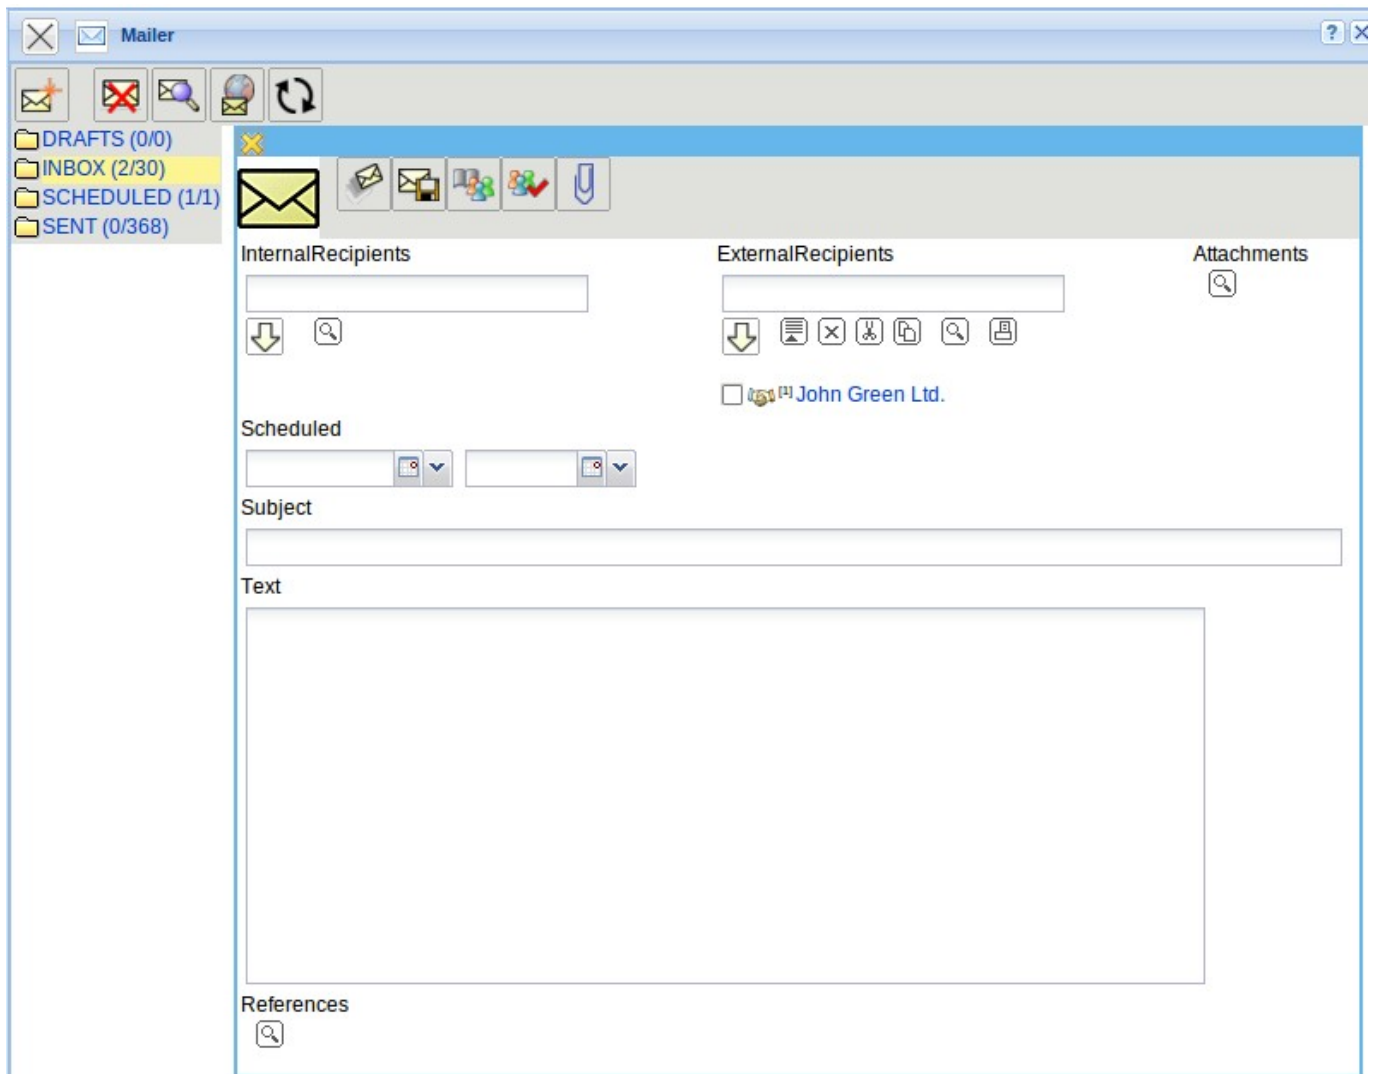 Mailer
?
DRAFTS (0/0)
INBOX (2/30)
SCHEDULED (1/1)
SENT (0/368)
InternalRecipients
ExternalRecipients
Attachments
[1] John Green Ltd.
Scheduled
Subject
Text
References